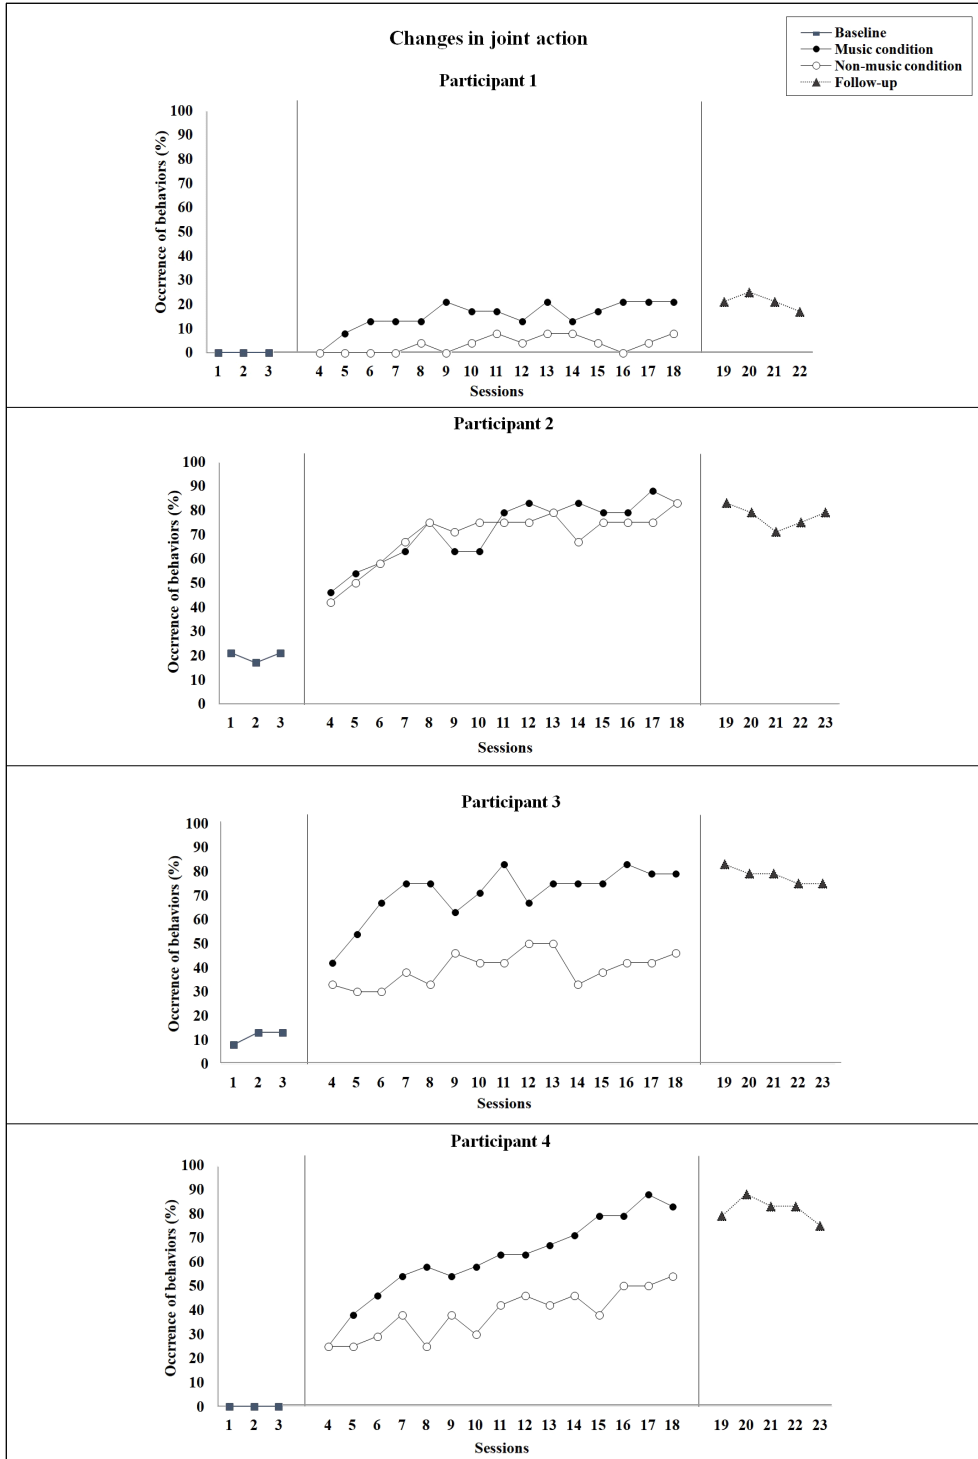 Changes in joint action
Baseline
Music condition
Non-music condition
Follow-up
Participant 1
Occrrence of behaviors (%)
100
90
80
70
60
50
40
30
20
10
0
1 2 3 4 5 6 7 8 9 10 11 12 13 14 15 16 17 18 19 20 21 22
Sessions
Participant 2
Occrrence of behaviors (%)
100
90
80
70
60
50
40
30
20
10
0
1 2 3 4 5 6 7 8 9 10 11 12 13 14 15 16 17 18 19 20 21 22 23
Sessions
Participant 3
Occrrence of behaviors (%)
100
90
80
70
60
50
40
30
20
10
0
1 2 3 4 5 6 7 8 9 10 11 12 13 14 15 16 17 18 19 20 21 22 23
Sessions
Participant 4
Occrrence of behaviors (%)
100
90
80
70
60
50
40
30
20
10
0
1 2 3 4 5 6 7 8 9 10 11 12 13 14 15 16 17 18 19 20 21 22 23
Sessions